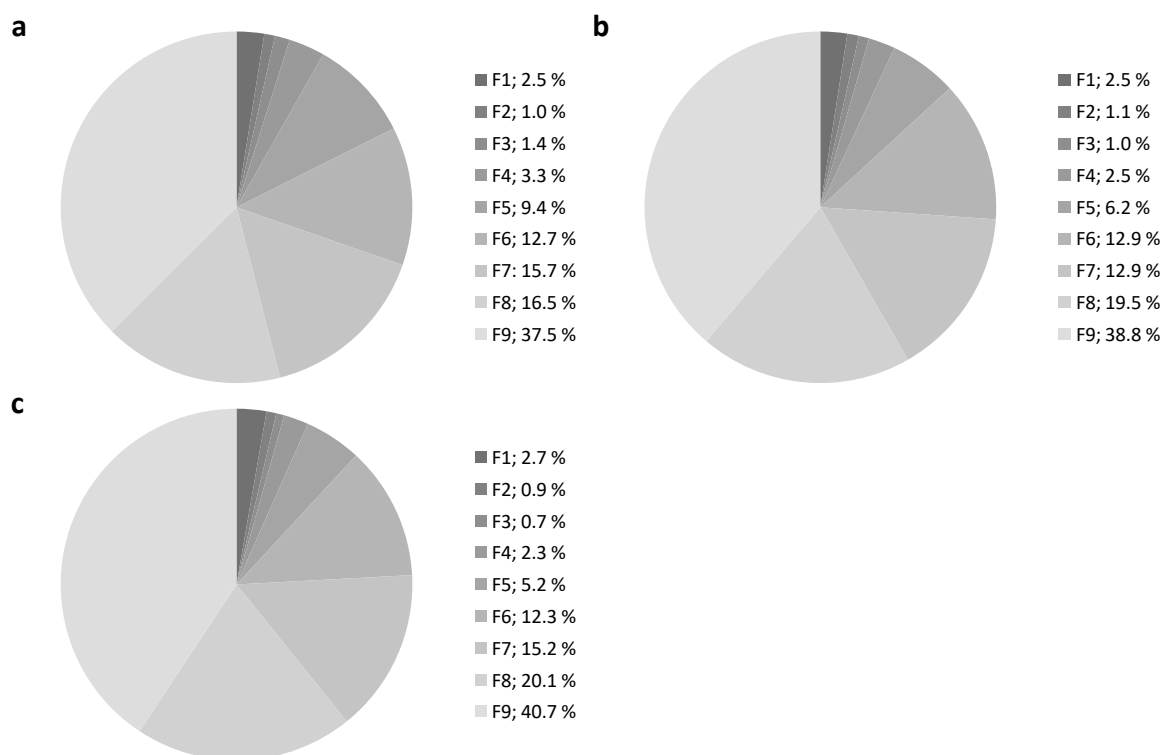 a
F1; 2.5 %
F2; 1.0 %
F3; 1.4 %
F4; 3.3 %
F5; 9.4 %
F6; 12.7 %
F7: 15.7 %
F8; 16.5 %
F9; 37.5 %
b
F1; 2.5 %
F2; 1.1 %
F3; 1.0 %
F4; 2.5 %
F5; 6.2 %
F6; 12.9 %
F7; 12.9 %
F8; 19.5 %
F9; 38.8 %
c
F1; 2.7 %
F2; 0.9 %
F3; 0.7 %
F4; 2.3 %
F5; 5.2 %
F6; 12.3 %
F7; 15.2 %
F8; 20.1 %
F9; 40.7 %